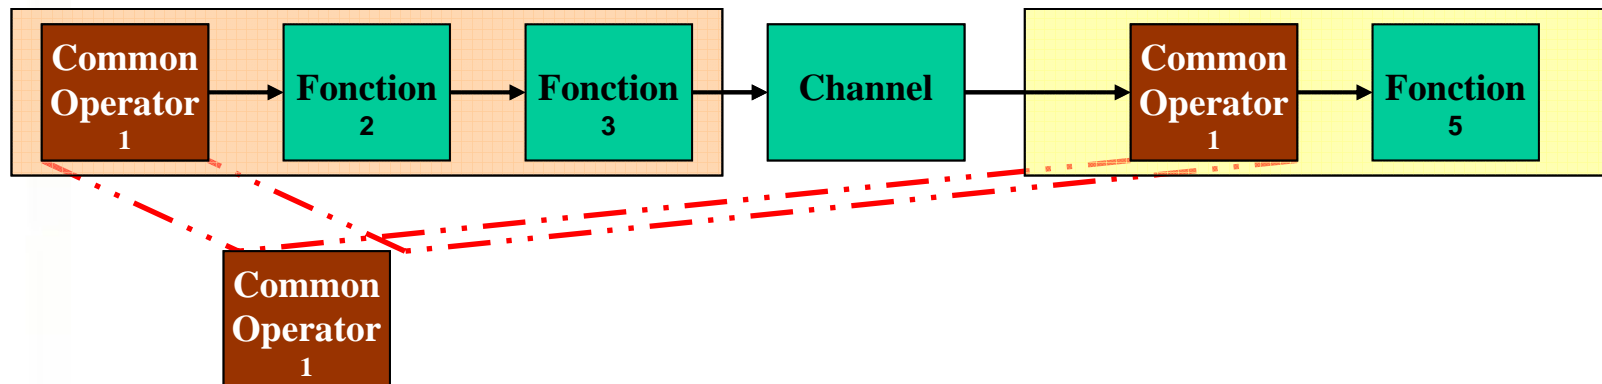 Common
Operator
1
Fonction
2
Fonction
3
Channel
Common
Operator
1
Fonction
5
Common
Operator
1